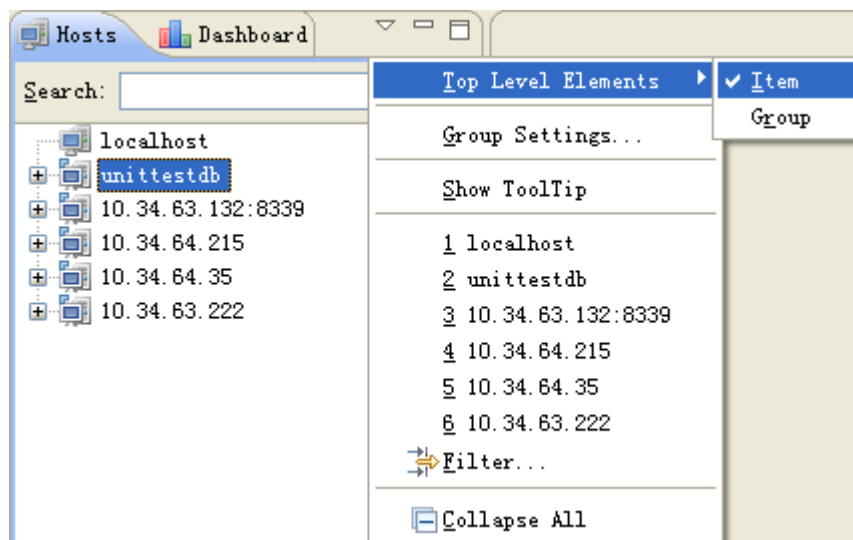 Hosts
Dashboard
Search:
localhost
unittestdb
10.34.63.132:8339
10.34.64.215
10.34.64.35
10.34.63.222
Top Level Elements
Group Settings...
Show ToolTip
1 localhost
2 unittestdb
3 10.34.63.132:8339
4 10.34.64.215
5 10.34.64.35
6 10.34.63.222
Filter...
Collapse All
Item
Group